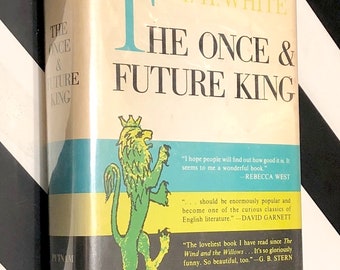 T. H. WHITE
THE ONCE &
FUTURE KING
THE
ONCE
&
FUTURE
KING
PUTNAM
"I hope people will find out how good it is. It
seems to me a wonderful book."
—REBECCA WEST
". . . should be enormously popular and
become one of the curious classics of
English literature." —DAVID GARNETT
"The loveliest book I have read since The
Wind and the Willows . . . It's so gloriously
funny. So beautiful, too." —G. B. STERN